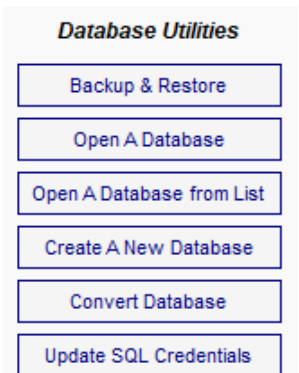 Database Utilities
Backup & Restore
Open A Database
Open A Database from List
Create A New Database
Convert Database
Update SQL Credentials